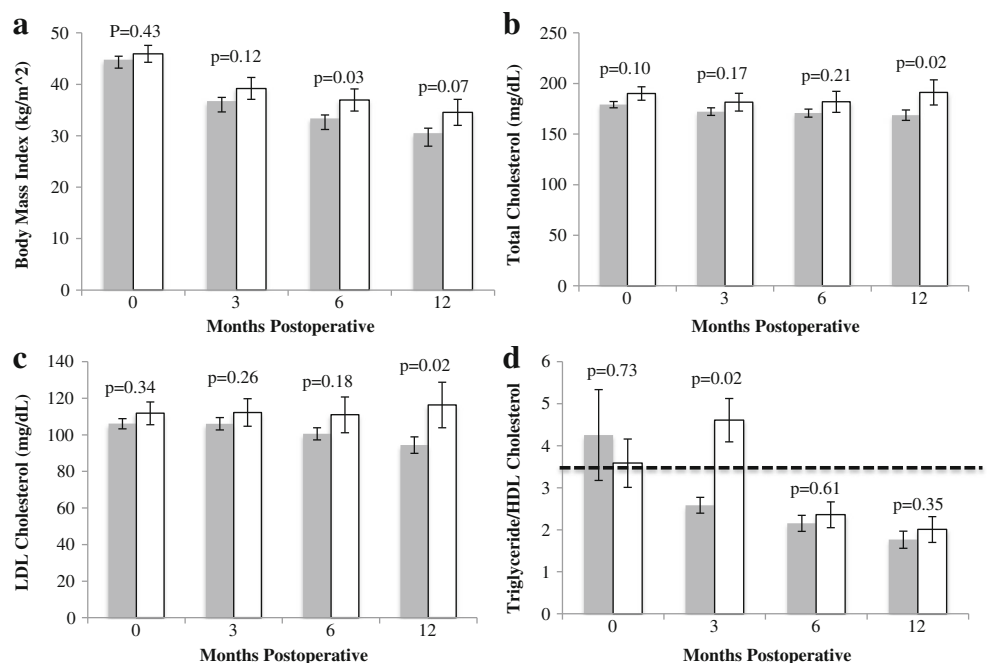 a
Body Mass Index (kg/m^2)
50
40
30
20
10
0
P=0.43
p=0.12
p=0.03
p=0.07
0 3 6 12
Months Postoperative
b
Total Cholesterol (mg/dL)
250
200
150
100
50
0
p=0.10
p=0.17
p=0.21
p=0.02
0 3 6 12
Months Postoperative
c
LDL Cholesterol (mg/dL)
140
120
100
80
60
40
20
0
p=0.34
p=0.26
p=0.18
p=0.02
0 3 6 12
Months Postoperative
d
Triglyceride/HDL Cholesterol
6
5
4
3
2
1
0
p=0.73
p=0.02
p=0.61
p=0.35
0 3 6 12
Months Postoperative